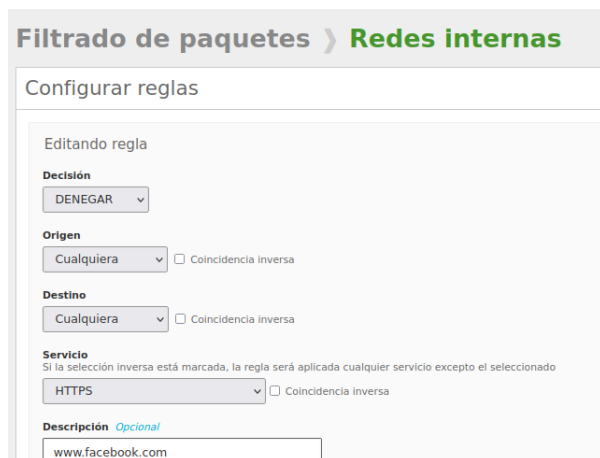 Filtrado de paquetes ❯ Redes internas
Configurar reglas
Editando regla
Decisión
DENEGAR
Origen
Cualquiera Coincidencia inversa
Destino
Cualquiera Coincidencia inversa
Servicio
Si la selección inversa está marcada, la regla será aplicada cualquier servicio excepto el seleccionado
HTTPS Coincidencia inversa
Descripción Opcional
www.facebook.com